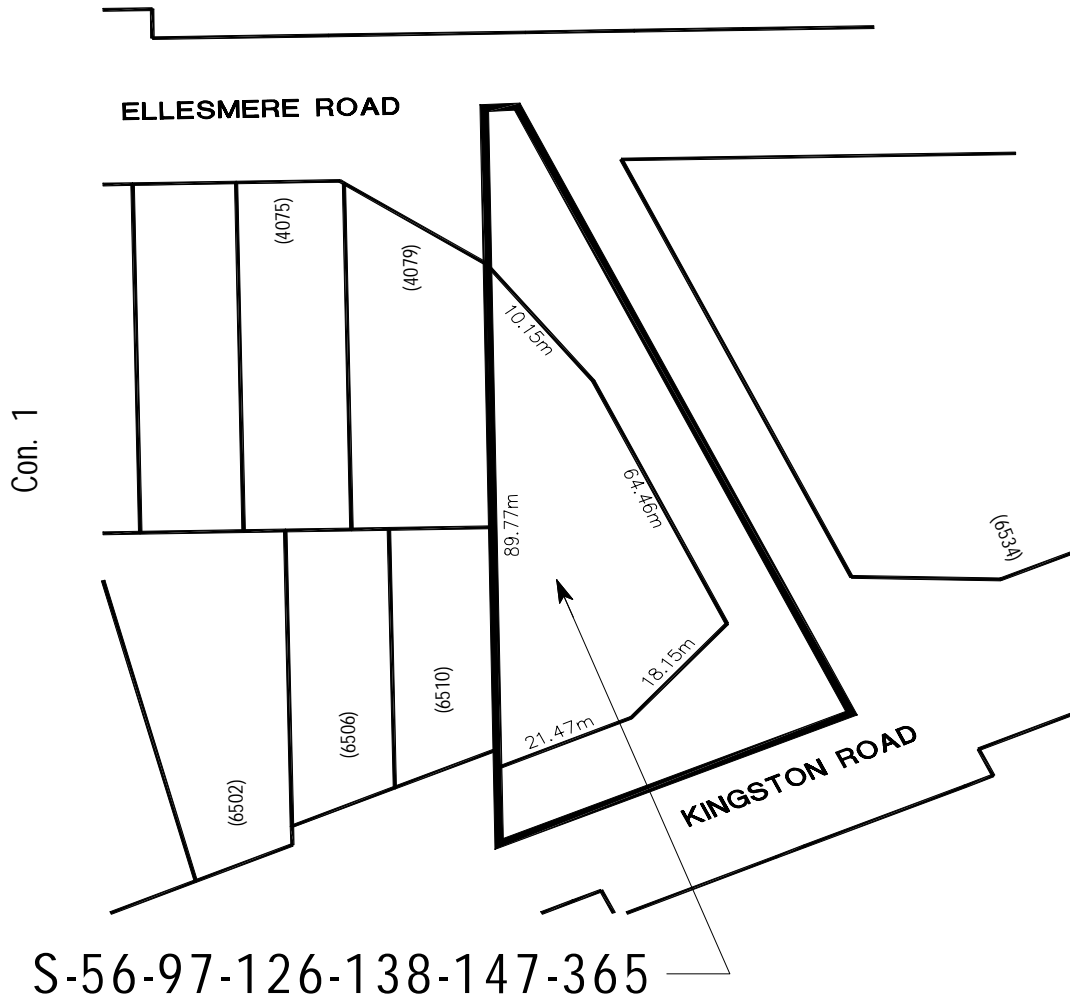 ELLESMERE ROAD
(4075)
(4079)
10.15m
Con. 1
64.46m
89.77m
(6534)
18.15m
(6510)
(6506)
21.47m
(6502)
KINGSTON ROAD
S-56-97-126-138-147-365